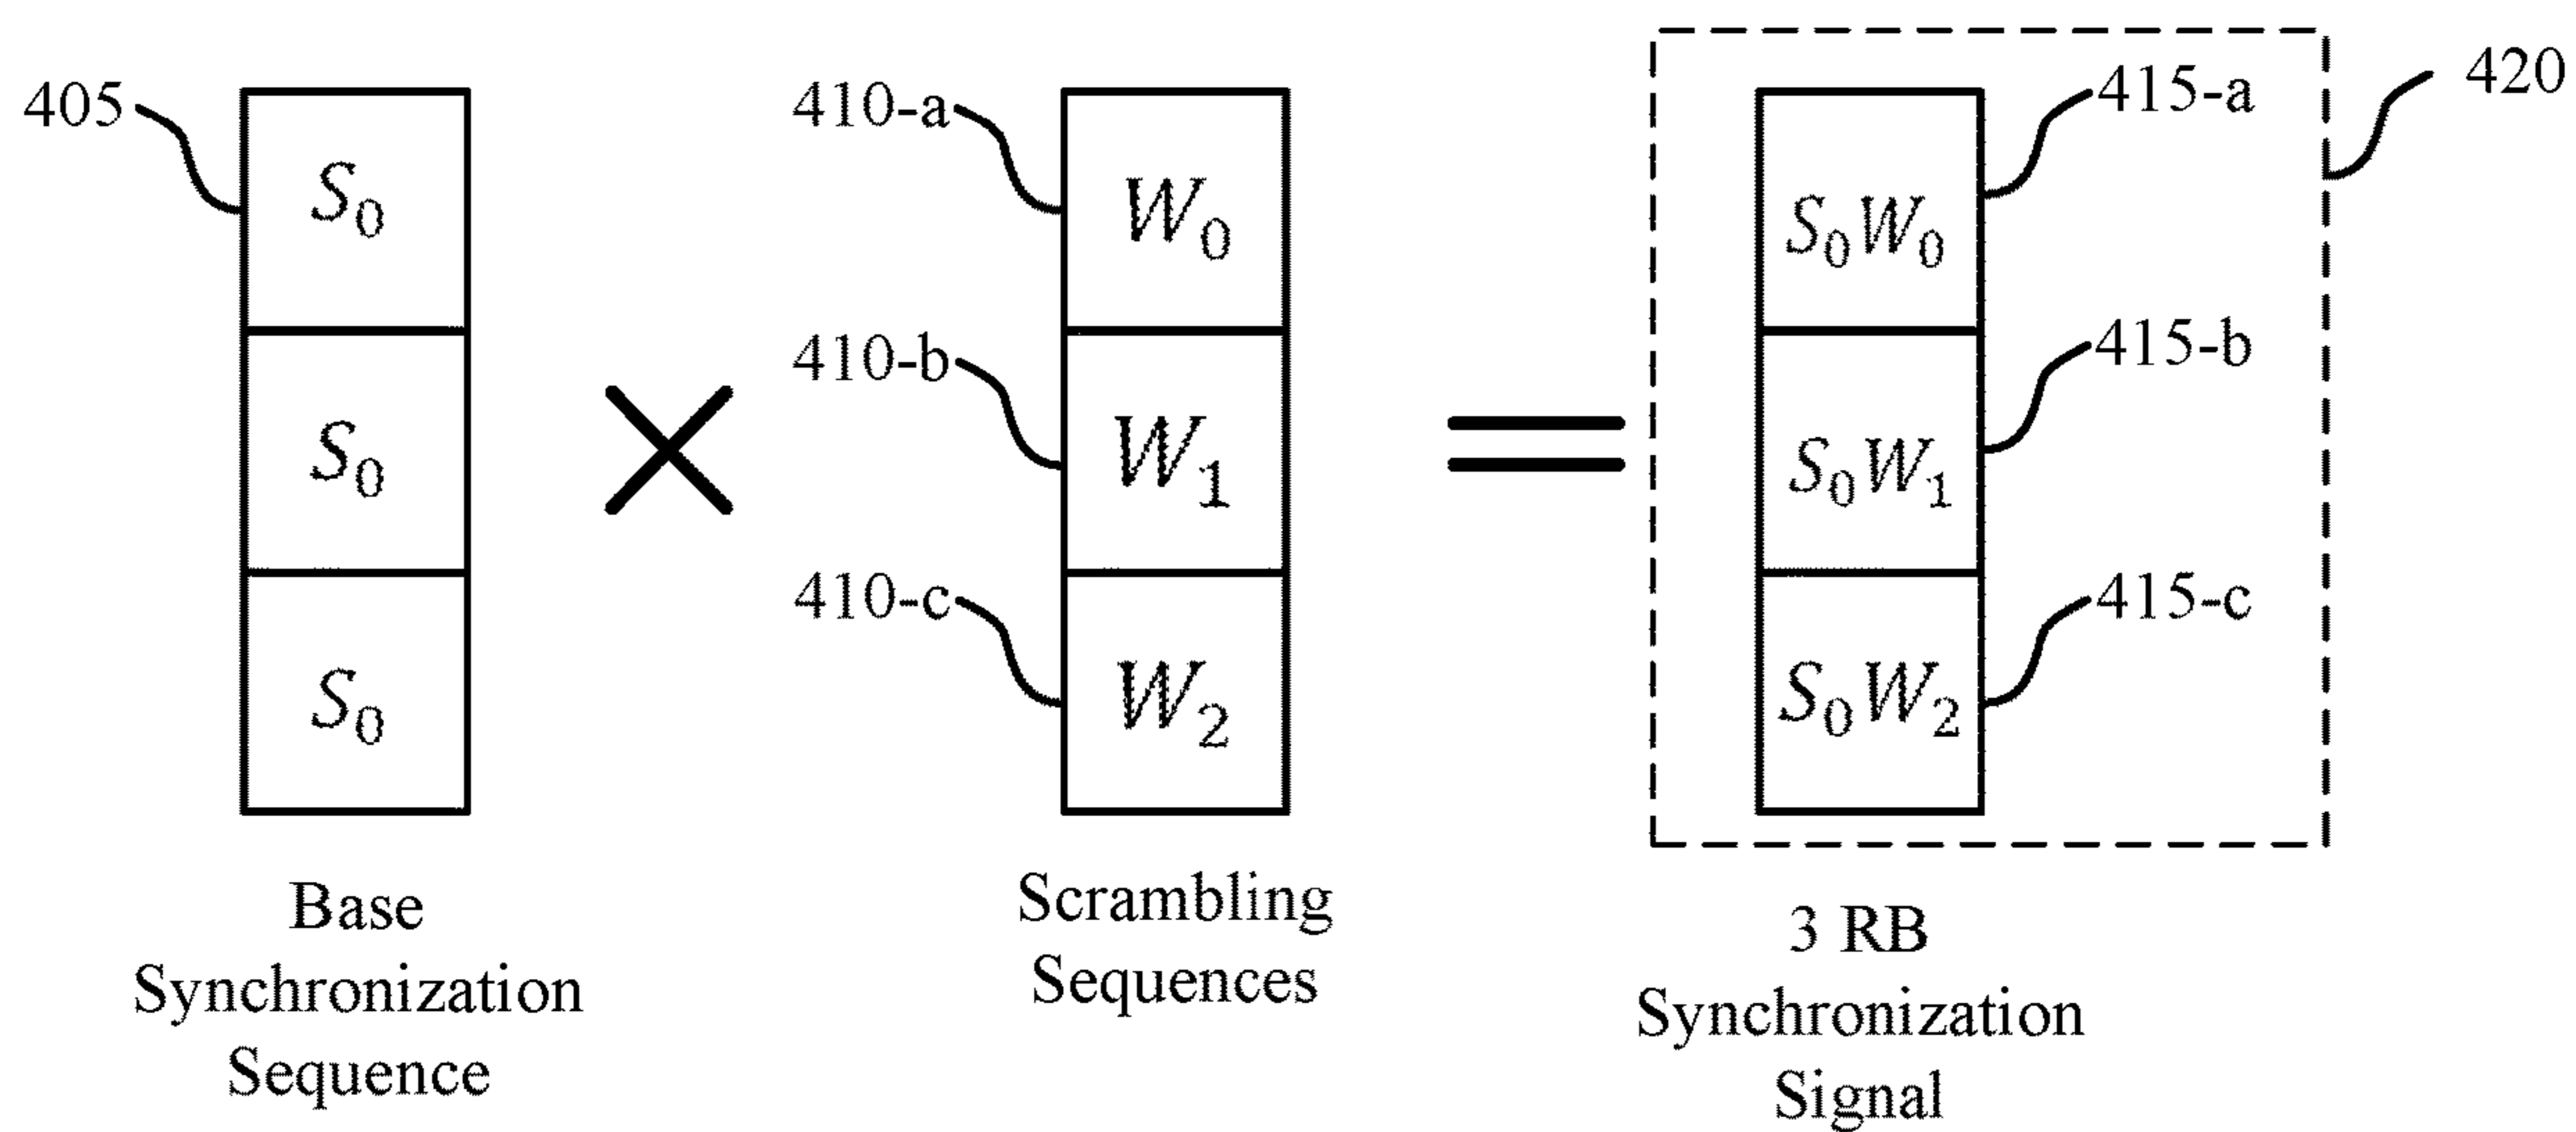 405
S₀
S₀
S₀
Base
Synchronization
Sequence
×
410-a
410-b
410-c
W₀
W₁
W₂
Scrambling
Sequences
=
S₀W₀
S₀W₁
S₀W₂
415-a
415-b
415-c
420
3 RB
Synchronization
Signal